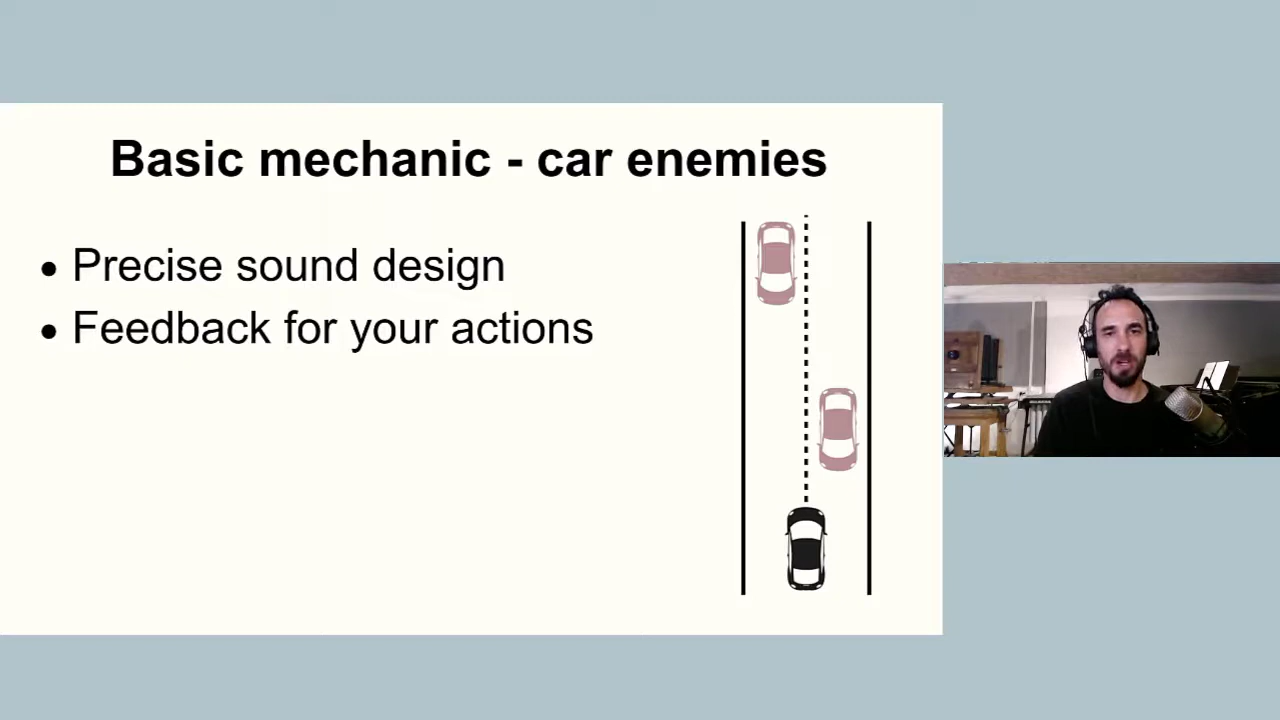 Basic mechanic - car enemies
• Precise sound design
• Feedback for your actions